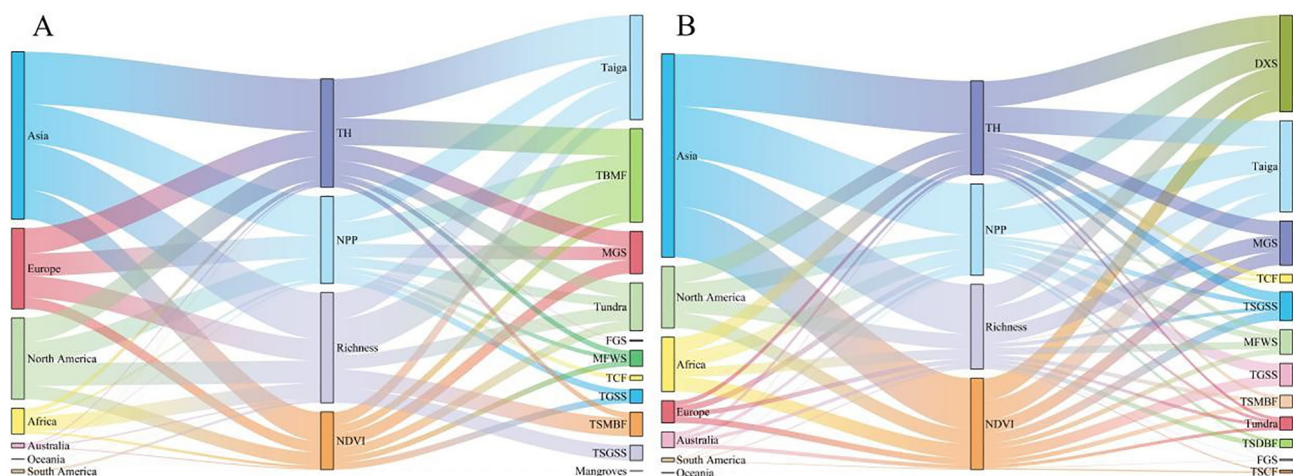 A
Asia
Europe
North America
Africa
Australia
Oceania
South America
TH
NPP
Richness
NDVI
Taiga
TBMF
MGS
Tundra
FGS
MFWS
TCF
TGSS
TSMBF
TSGSS
Mangroves
B
Asia
North America
Africa
Europe
Australia
South America
Oceania
TH
NPP
Richness
NDVI
DXS
Taiga
MGS
TCF
TSGSS
MFWS
TGSS
TSMBF
Tundra
TSDBF
FGS
TSCF